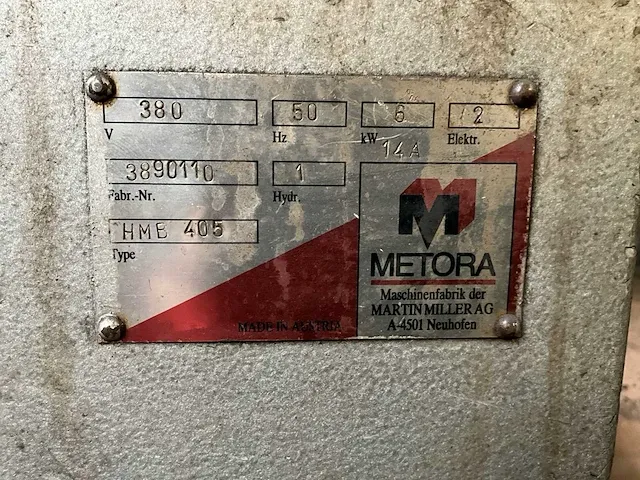 380 50 6 2
V Hz kW Elektr.
14A
3890110 1
Fabr.-Nr. Hydr.
HMB 405
Type
M
METORA
Maschinenfabrik der
MARTIN MILLER AG
A-4501 Neuhofen
MADE IN AUSTRIA